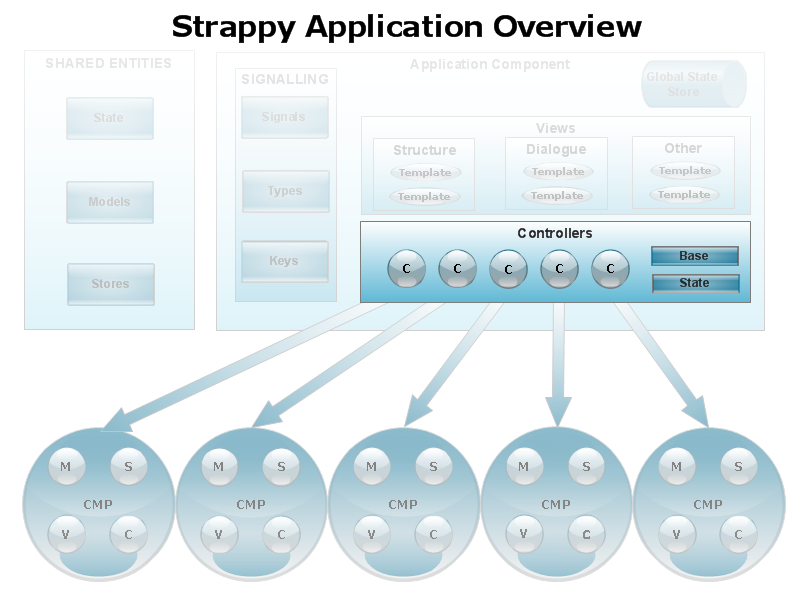 Strappy Application Overview
SHARED ENTITIES
State
Models
Stores
SIGNALLING
Signals
Types
Keys
Application Component
Global State
Store
Views
Structure
Template
Template
Dialogue
Template
Template
Other
Template
Template
Controllers
C C C C C
Base
State
M S
CMP
V C
M S
CMP
V C
M S
CMP
V C
M S
CMP
V C
M S
CMP
V C